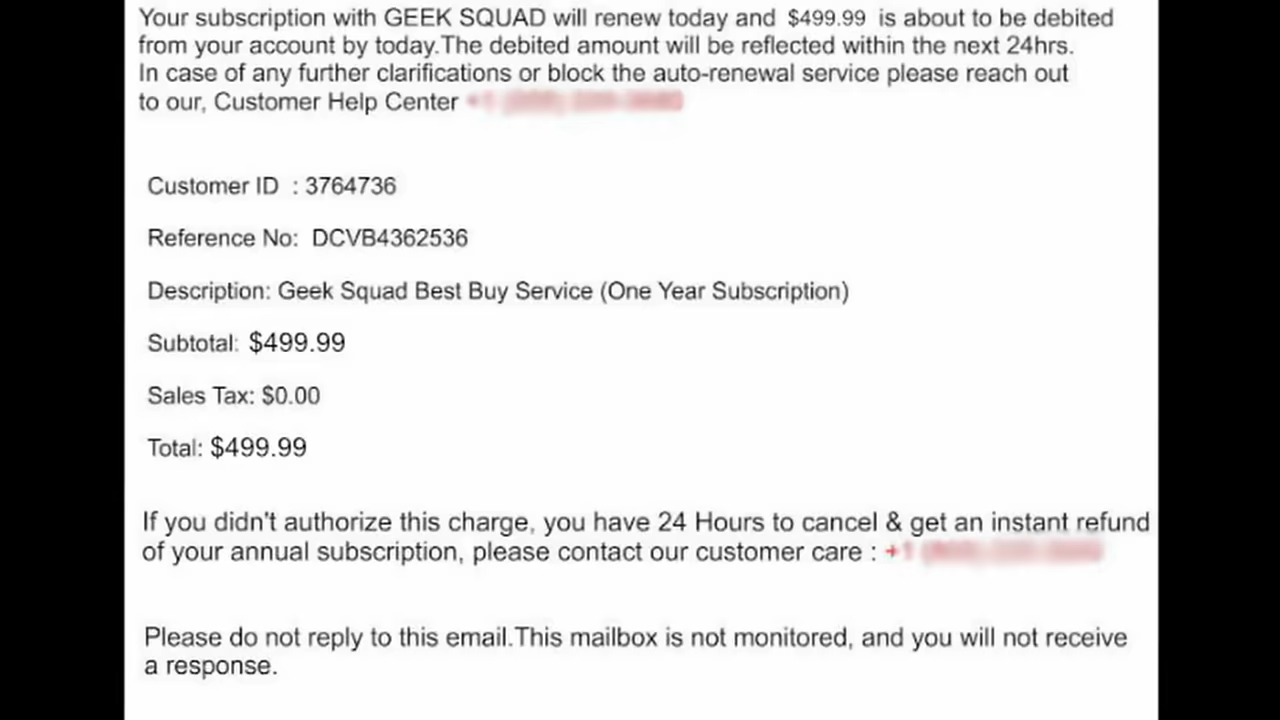 Your subscription with GEEK SQUAD will renew today and $499.99 is about to be debited
from your account by today.The debited amount will be reflected within the next 24hrs.
In case of any further clarifications or block the auto-renewal service please reach out
to our, Customer Help Center
Customer ID : 3764736
Reference No: DCVB4362536
Description: Geek Squad Best Buy Service (One Year Subscription)
Subtotal: $499.99
Sales Tax: $0.00
Total: $499.99
If you didn't authorize this charge, you have 24 Hours to cancel & get an instant refund
of your annual subscription, please contact our customer care : +1
Please do not reply to this email.This mailbox is not monitored, and you will not receive
a response.